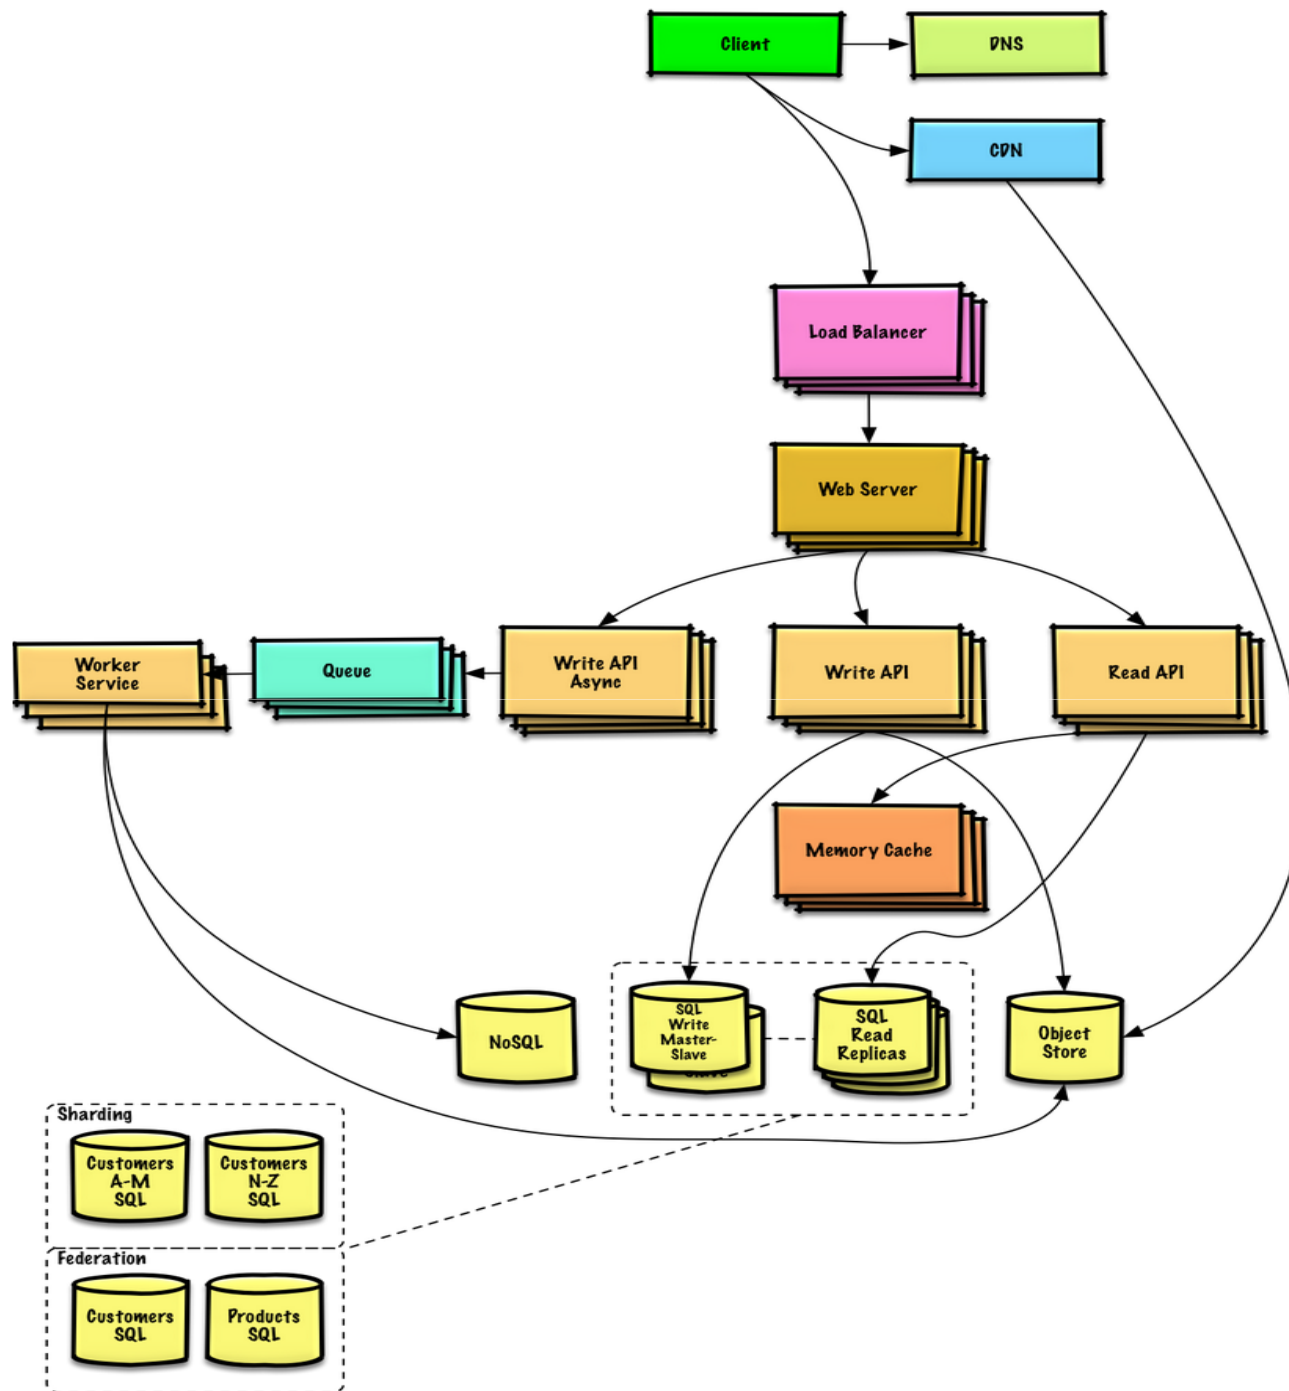 Client
DNS
CDN
Load Balancer
Web Server
Worker
Service
Queue
Write API
Async
Write API
Read API
Memory Cache
NoSQL
SQL
Write
Master-
Slave
Slave
SQL
Read
Replicas
Object
Store
Sharding
Customers
A-M
SQL
Customers
N-Z
SQL
Federation
Customers
SQL
Products
SQL